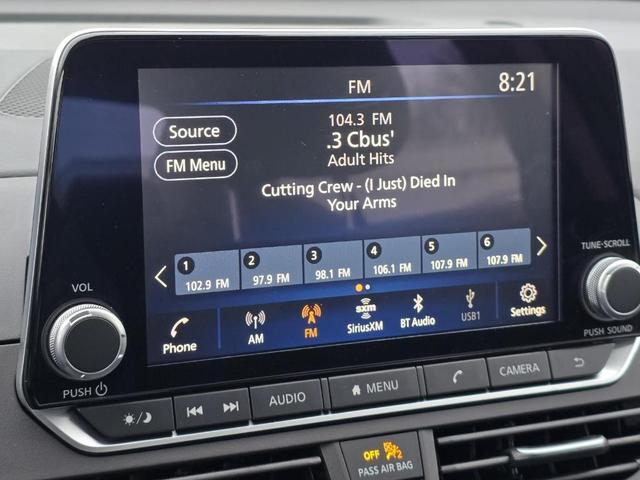 FM
8:21
Source
FM Menu
104.3 FM
.3 Cbus'
Adult Hits
Cutting Crew - (I Just) Died In
Your Arms
1 2 3 4 5 6
102.9 FM 97.9 FM 98.1 FM 106.1 FM 107.9 FM 107.9 FM
Phone
AM
FM
sxm
SiriusXM
BT Audio
USB1
Settings
VOL
PUSH
TUNE·SCROLL
PUSH SOUND
AUDIO
MENU
CAMERA
OFF 2
PASS AIR BAG